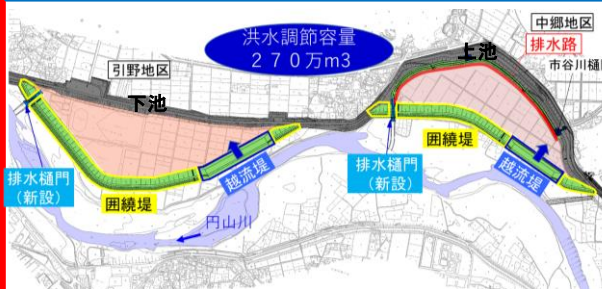 洪水調節容量
270万m3
中郷地区
排水路
上池
市谷川樋門
引野地区
下池
囲繞堤
越流堤
排水樋門
(新設)
囲繞堤
越流堤
排水樋門
(新設)
円山川